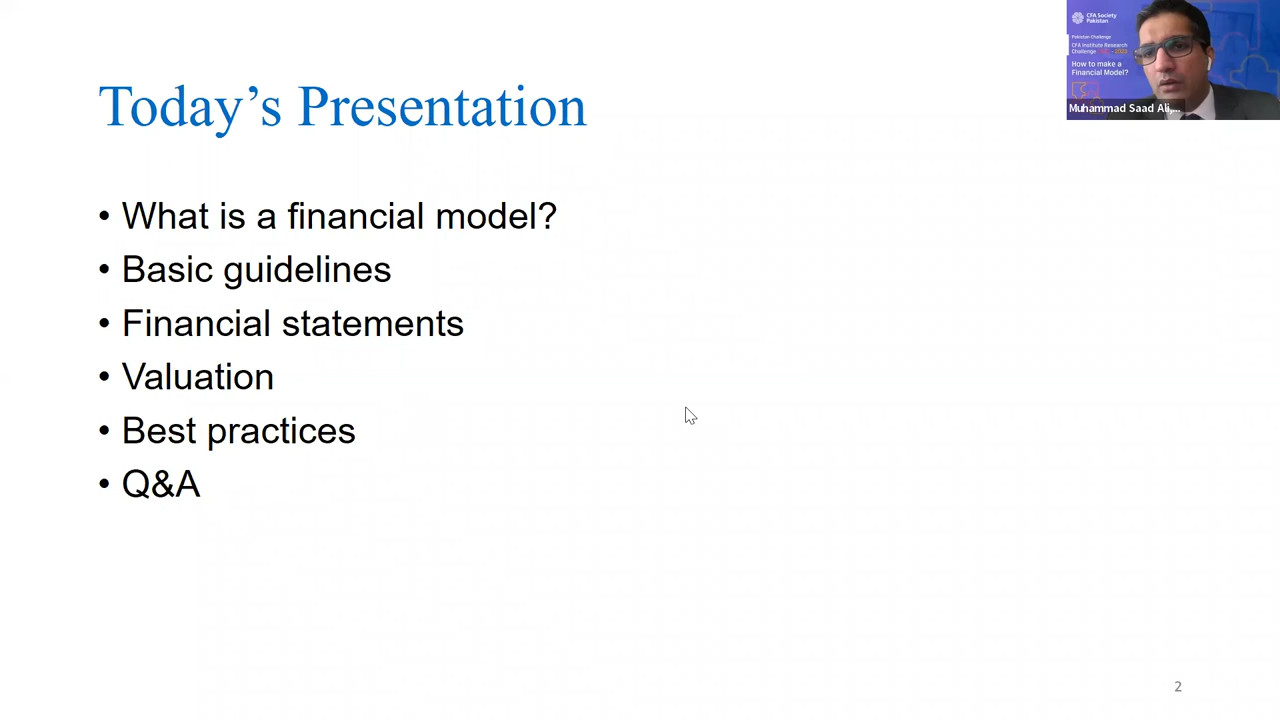 Today's Presentation
• What is a financial model?
• Basic guidelines
• Financial statements
• Valuation
• Best practices
• Q&A
2
CFA Society
Pakistan
Pakistan Challenge
CFA Institute Research
Challenge
How to make a
Financial Model?
Muhammad Saad Ali,...